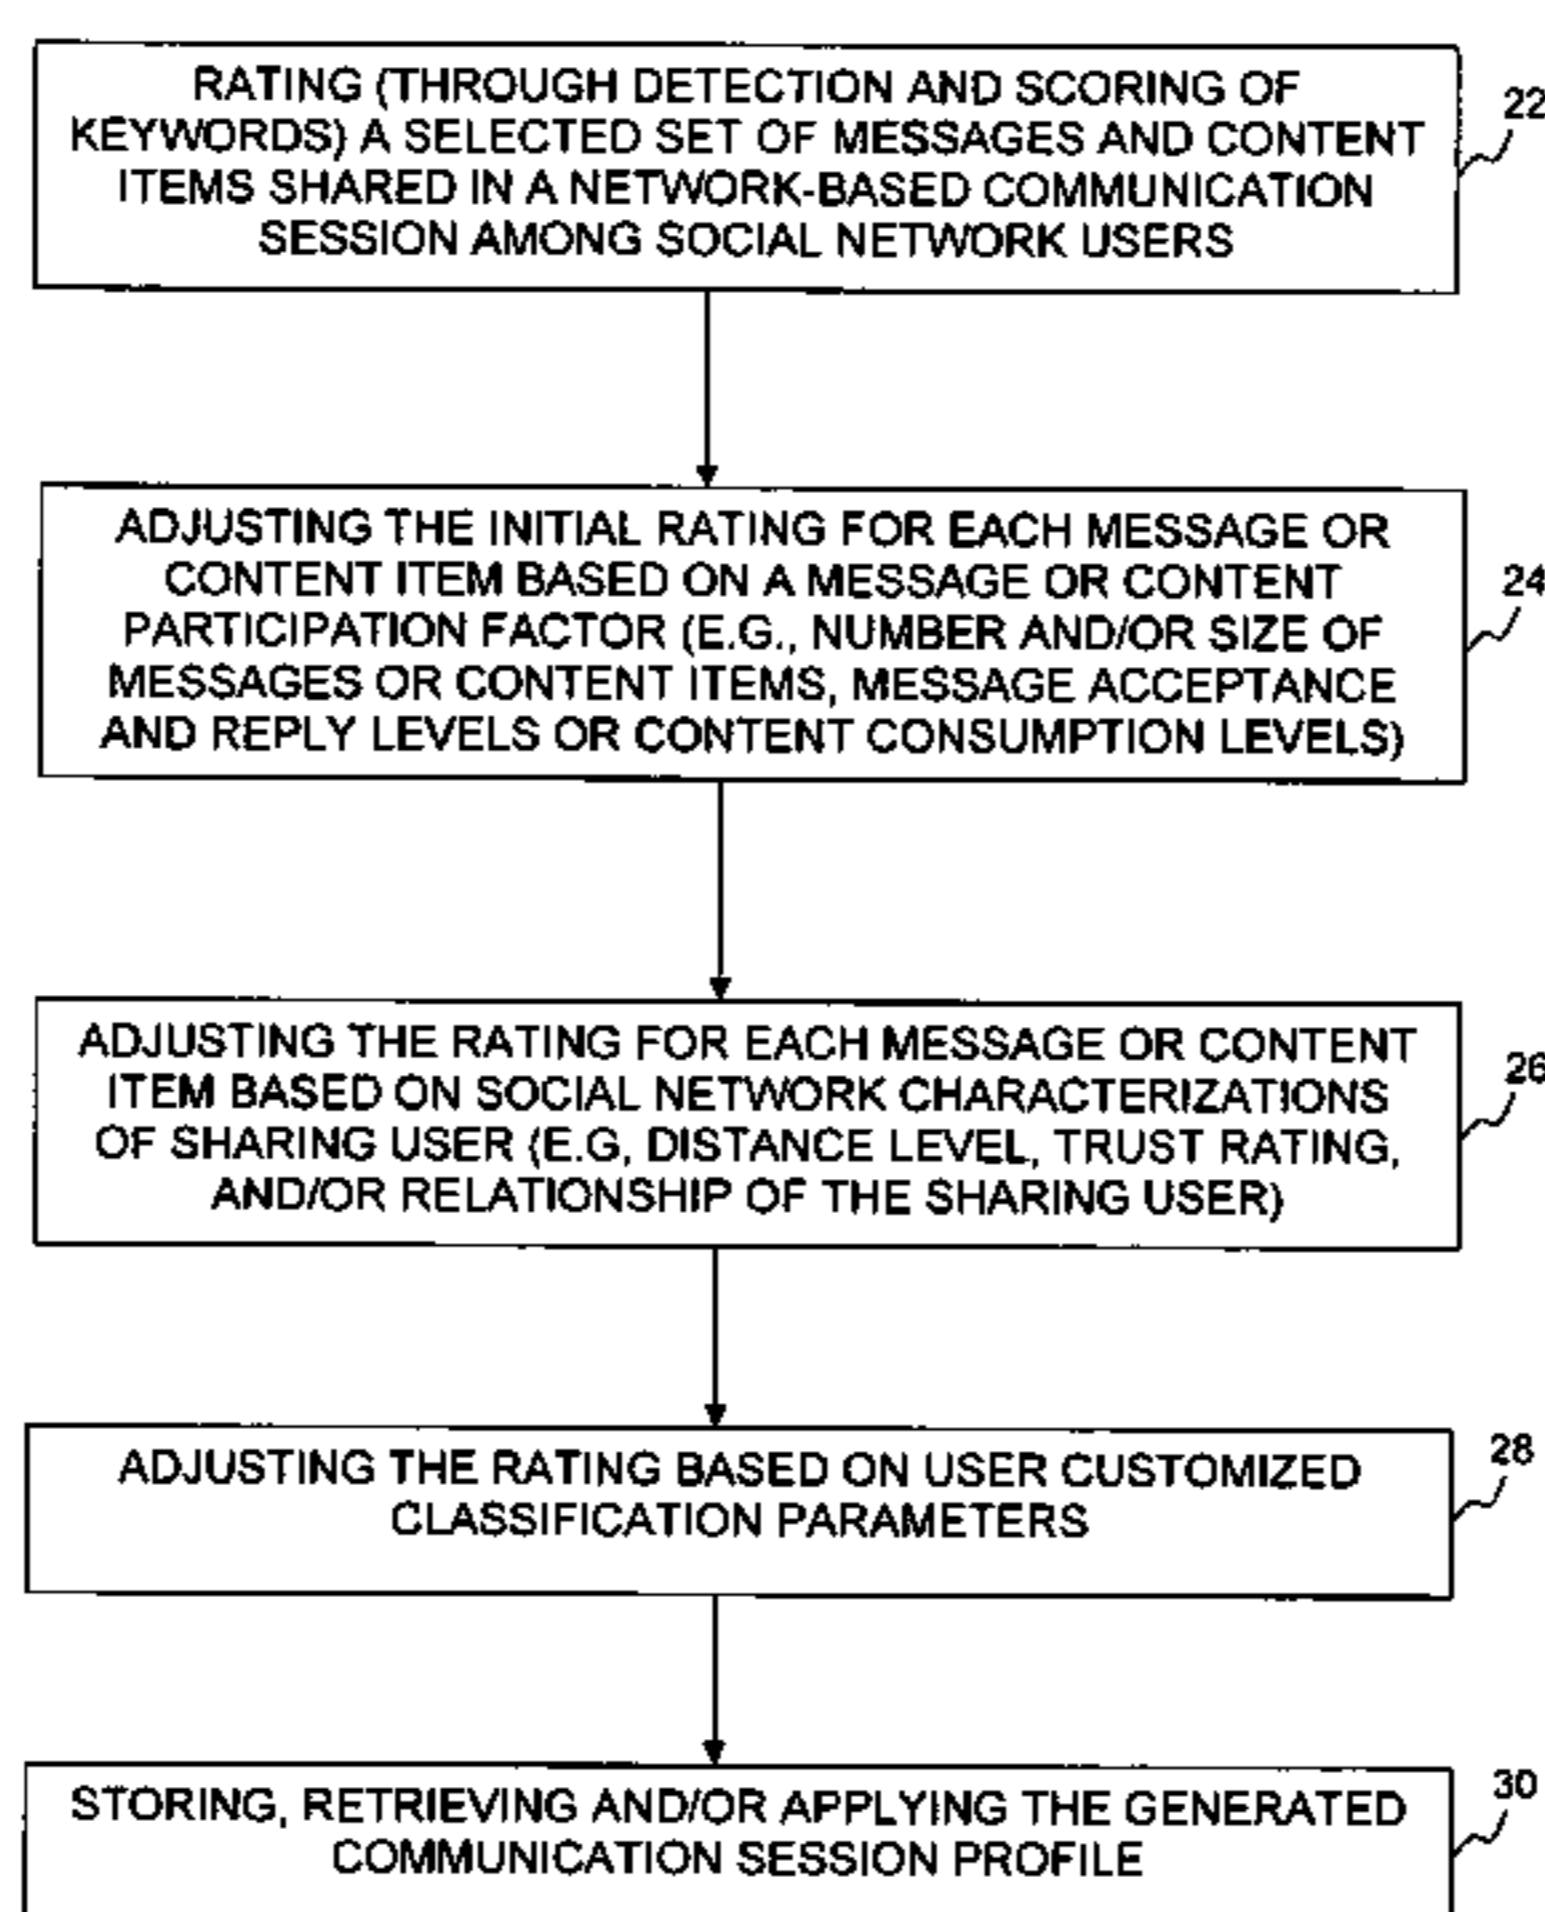 RATING (THROUGH DETECTION AND SCORING OF
KEYWORDS) A SELECTED SET OF MESSAGES AND CONTENT
ITEMS SHARED IN A NETWORK-BASED COMMUNICATION
SESSION AMONG SOCIAL NETWORK USERS
22
ADJUSTING THE INITIAL RATING FOR EACH MESSAGE OR
CONTENT ITEM BASED ON A MESSAGE OR CONTENT
PARTICIPATION FACTOR (E.G., NUMBER AND/OR SIZE OF
MESSAGES OR CONTENT ITEMS, MESSAGE ACCEPTANCE
AND REPLY LEVELS OR CONTENT CONSUMPTION LEVELS)
24
ADJUSTING THE RATING FOR EACH MESSAGE OR CONTENT
ITEM BASED ON SOCIAL NETWORK CHARACTERIZATIONS
OF SHARING USER (E.G, DISTANCE LEVEL, TRUST RATING,
AND/OR RELATIONSHIP OF THE SHARING USER)
26
ADJUSTING THE RATING BASED ON USER CUSTOMIZED
CLASSIFICATION PARAMETERS
28
STORING, RETRIEVING AND/OR APPLYING THE GENERATED
COMMUNICATION SESSION PROFILE
30